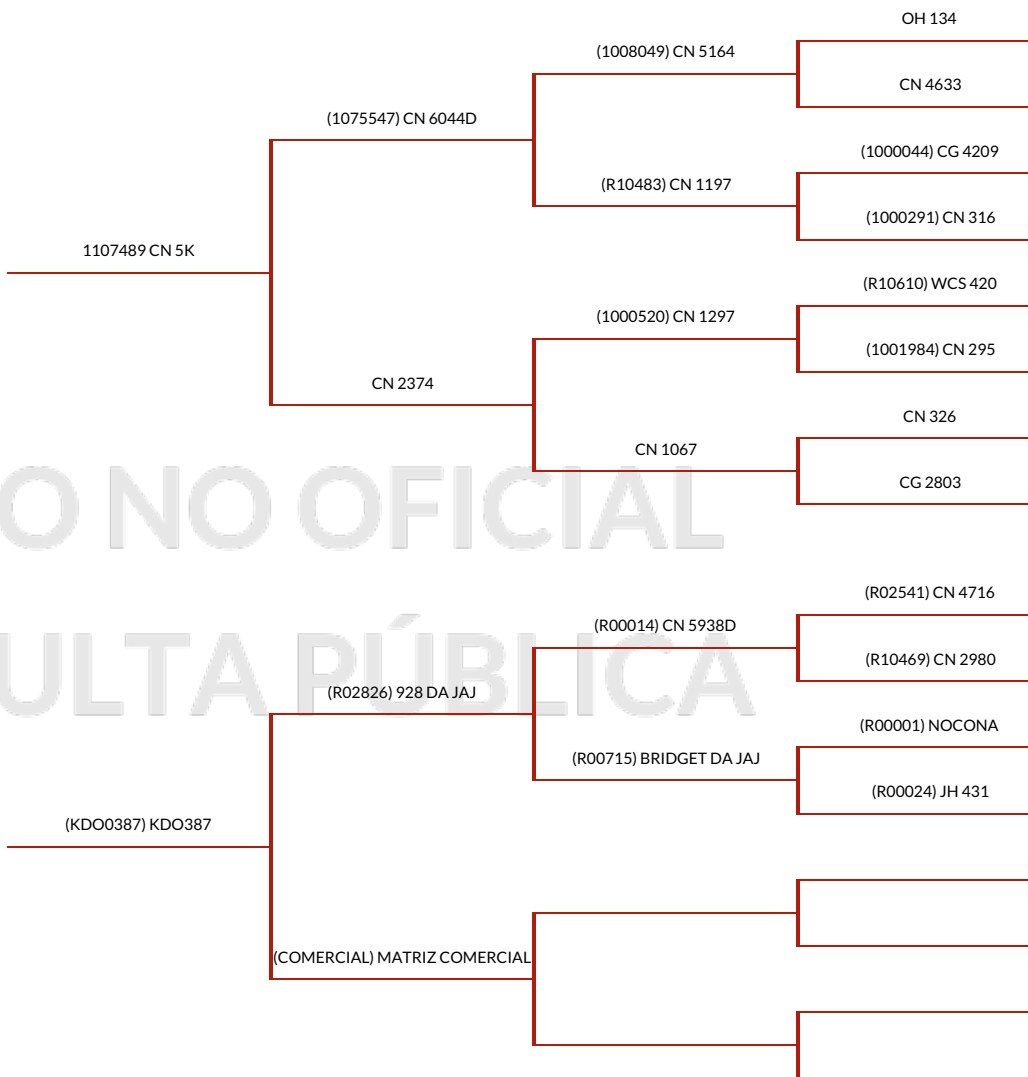 OH 134
(1008049) CN 5164
CN 4633
(1075547) CN 6044D
(1000044) CG 4209
(R10483) CN 1197
(1000291) CN 316
1107489 CN 5K
(R10610) WCS 420
(1000520) CN 1297
(1001984) CN 295
CN 2374
CN 326
CN 1067
CG 2803
O NO OFICIAL
(R02541) CN 4716
(R00014) CN 5938D
(R10469) CN 2980
ULTA PÚBLICA
(R02826) 928 DA JAJ
(R00001) NOCONA
(R00715) BRIDGET DA JAJ
(R00024) JH 431
(KDO0387) KDO387
(COMERCIAL) MATRIZ COMERCIAL